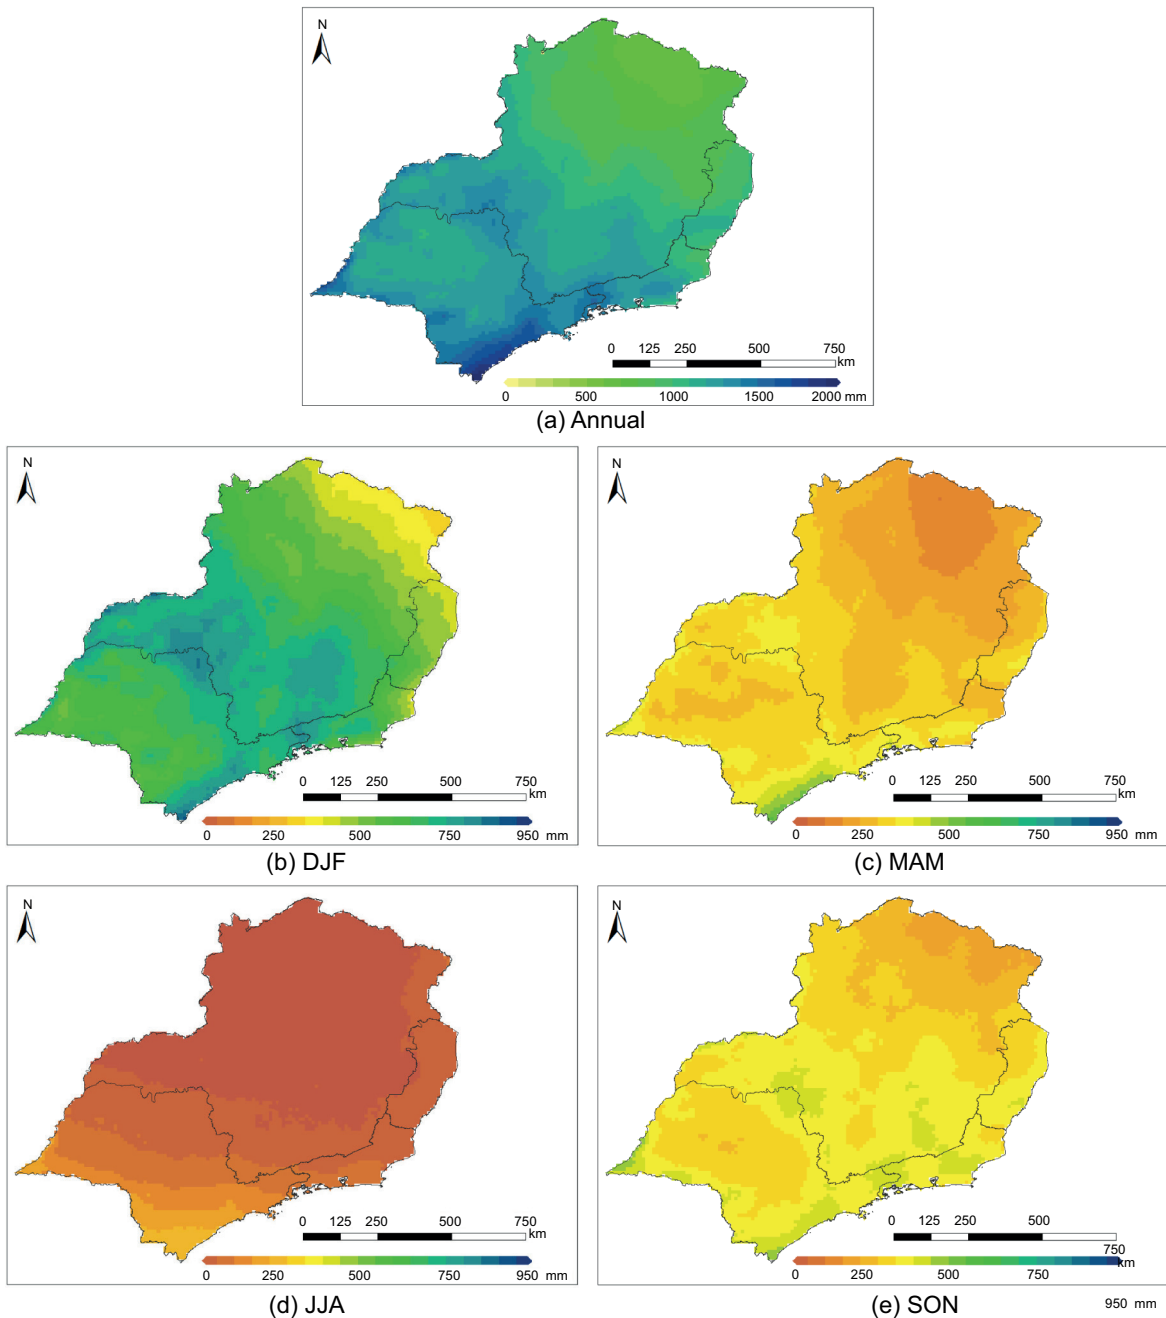 N
0 125 250 500 750
km
0 500 1000 1500 2000 mm
(a) Annual
N
0 125 250 500 750
km
0 250 500 750 950 mm
(b) DJF
N
0 125 250 500 750
km
0 250 500 750 950 mm
(c) MAM
N
0 125 250 500 750
km
0 250 500 750 950 mm
(d) JJA
N
0 125 250 500
750
km
0 250 500 750
(e) SON
950 mm